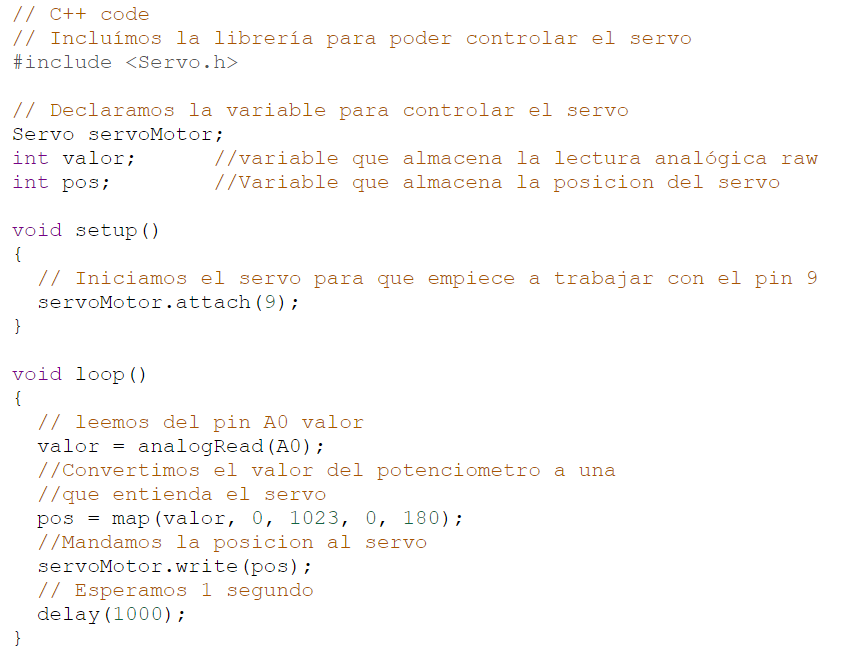 // C++ code
// Incluímos la librería para poder controlar el servo
#include <Servo.h>
// Declaramos la variable para controlar el servo
Servo servoMotor;
int valor;      //variable que almacena la lectura analógica raw
int pos;        //Variable que almacena la posicion del servo
void setup()
{
  // Iniciamos el servo para que empiece a trabajar con el pin 9
  servoMotor.attach(9);
}
void loop()
{
  // leemos del pin A0 valor
  valor = analogRead(A0);
  //Convertimos el valor del potenciometro a una
  //que entienda el servo
  pos = map(valor, 0, 1023, 0, 180);
  //Mandamos la posicion al servo
  servoMotor.write(pos);
  // Esperamos 1 segundo
  delay(1000);
}